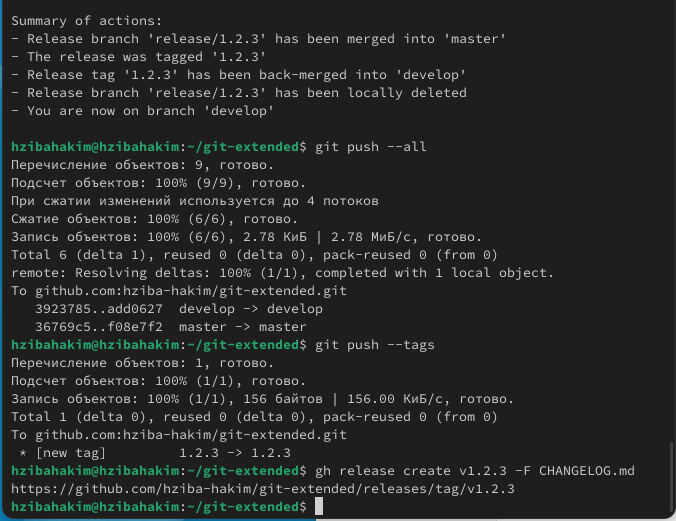 Summary of actions:
- Release branch 'release/1.2.3' has been merged into 'master'
- The release was tagged '1.2.3'
- Release tag '1.2.3' has been back-merged into 'develop'
- Release branch 'release/1.2.3' has been locally deleted
- You are now on branch 'develop'
hzibahakim@hzibahakim:~/git-extended$ git push --all
Перечисление объектов: 9, готово.
Подсчет объектов: 100% (9/9), готово.
При сжатии изменений используется до 4 потоков
Сжатие объектов: 100% (6/6), готово.
Запись объектов: 100% (6/6), 2.78 КиБ | 2.78 МиБ/с, готово.
Total 6 (delta 1), reused 0 (delta 0), pack-reused 0 (from 0)
remote: Resolving deltas: 100% (1/1), completed with 1 local object.
To github.com:hziba-hakim/git-extended.git
3923785..add0627  develop -> develop
36769c5..f08e7f2  master -> master
hzibahakim@hzibahakim:~/git-extended$ git push --tags
Перечисление объектов: 1, готово.
Подсчет объектов: 100% (1/1), готово.
Запись объектов: 100% (1/1), 156 байтов | 156.00 КиБ/с, готово.
Total 1 (delta 0), reused 0 (delta 0), pack-reused 0 (from 0)
To github.com:hziba-hakim/git-extended.git
* [new tag]         1.2.3 -> 1.2.3
hzibahakim@hzibahakim:~/git-extended$ gh release create v1.2.3 -F CHANGELOG.md
https://github.com/hziba-hakim/git-extended/releases/tag/v1.2.3
hzibahakim@hzibahakim:~/git-extended$